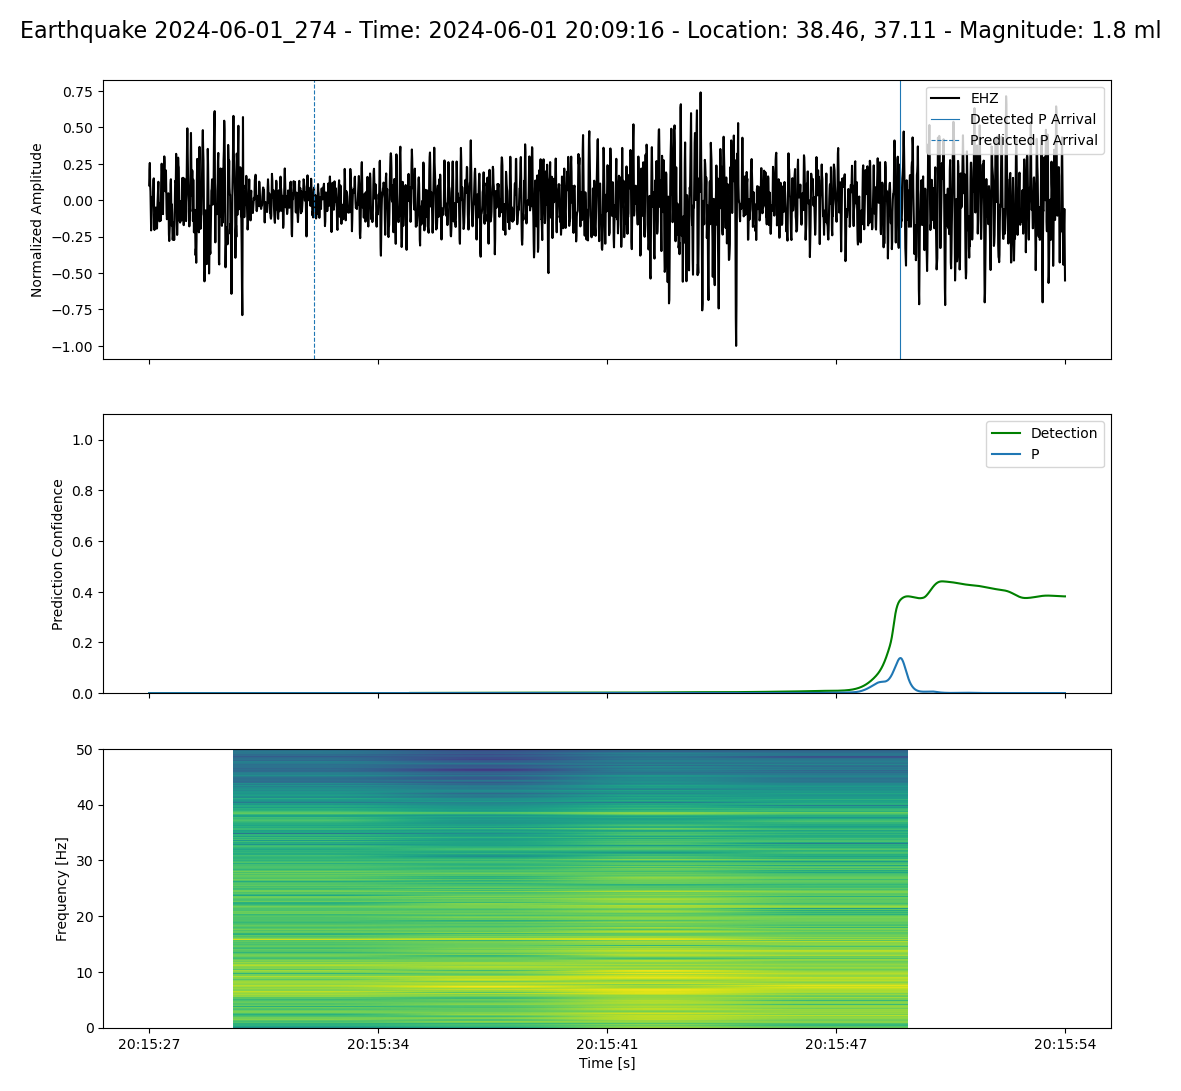 Earthquake 2024-06-01_274 - Time: 2024-06-01 20:09:16 - Location: 38.46, 37.11 - Magnitude: 1.8 ml
0.75
0.50
0.25
0.00
−0.25
−0.50
−0.75
−1.00
Normalized Amplitude
EHZ
Detected P Arrival
Predicted P Arrival
1.0
0.8
0.6
0.4
0.2
0.0
Prediction Confidence
Detection
P
50
40
30
20
10
0
Frequency [Hz]
20:15:27
20:15:34
20:15:41
20:15:47
20:15:54
Time [s]